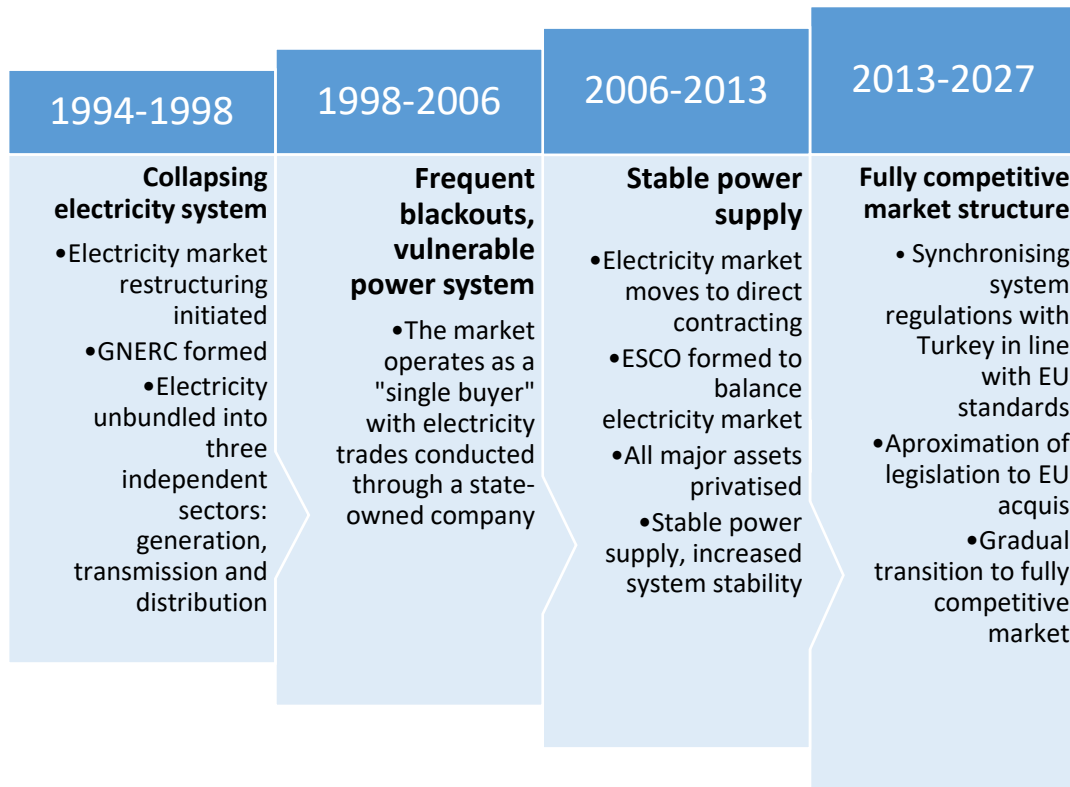 1994-1998
Collapsing
electricity system
•Electricity market
restructuring
initiated
•GNERC formed
•Electricity
unbundled into
three
independent
sectors:
generation,
transmission and
distribution
1998-2006
Frequent
blackouts,
vulnerable
power system
•The market
operates as a
"single buyer"
with electricity
trades conducted
through a state-
owned company
2006-2013
Stable power
supply
•Electricity market
moves to direct
contracting
•ESCO formed to
balance
electricity market
•All major assets
privatised
•Stable power
supply, increased
system stability
2013-2027
Fully competitive
market structure
• Synchronising
system
regulations with
Turkey in line
with EU
standards
•Aproximation of
legislation to EU
acquis
•Gradual
transition to fully
competitive
market